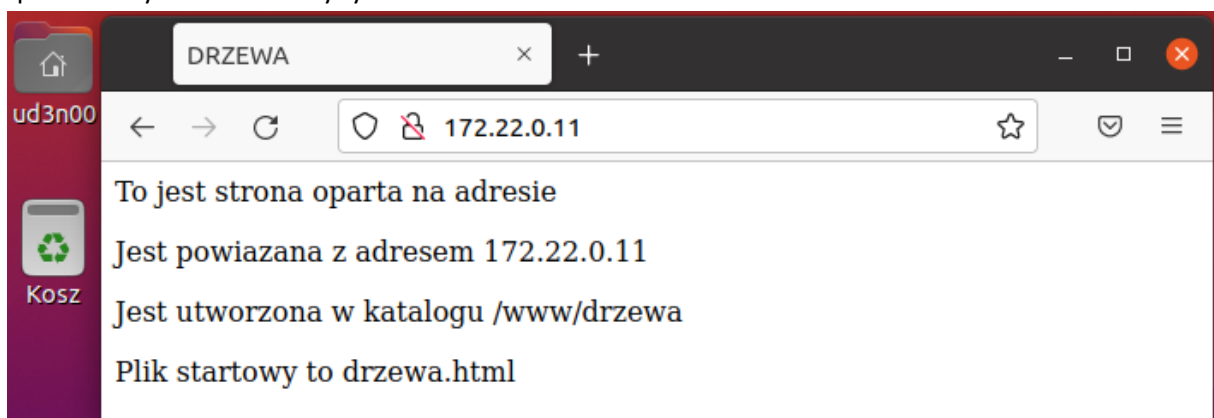 DRZEWA
ud3n00
172.22.0.11
To jest strona oparta na adresie
Jest powiazana z adresem 172.22.0.11
Kosz
Jest utworzona w katalogu /www/drzewa
Plik startowy to drzewa.html